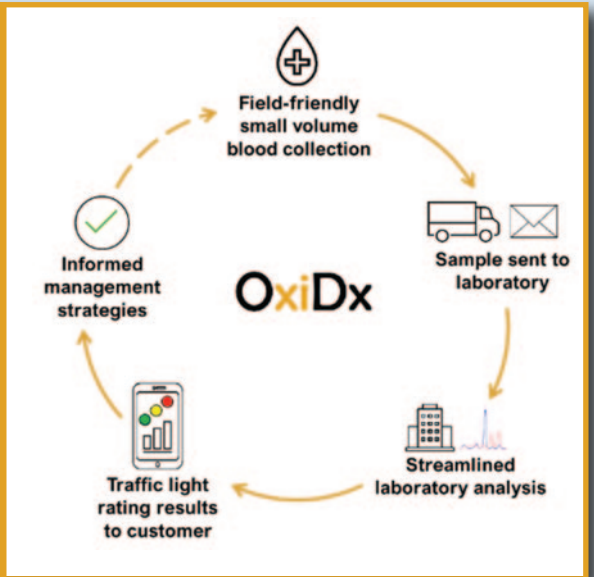 Field-friendly
small volume
blood collection
Sample sent to
laboratory
Streamlined
laboratory analysis
Traffic light
rating results
to customer
Informed
management
strategies
OxiDx